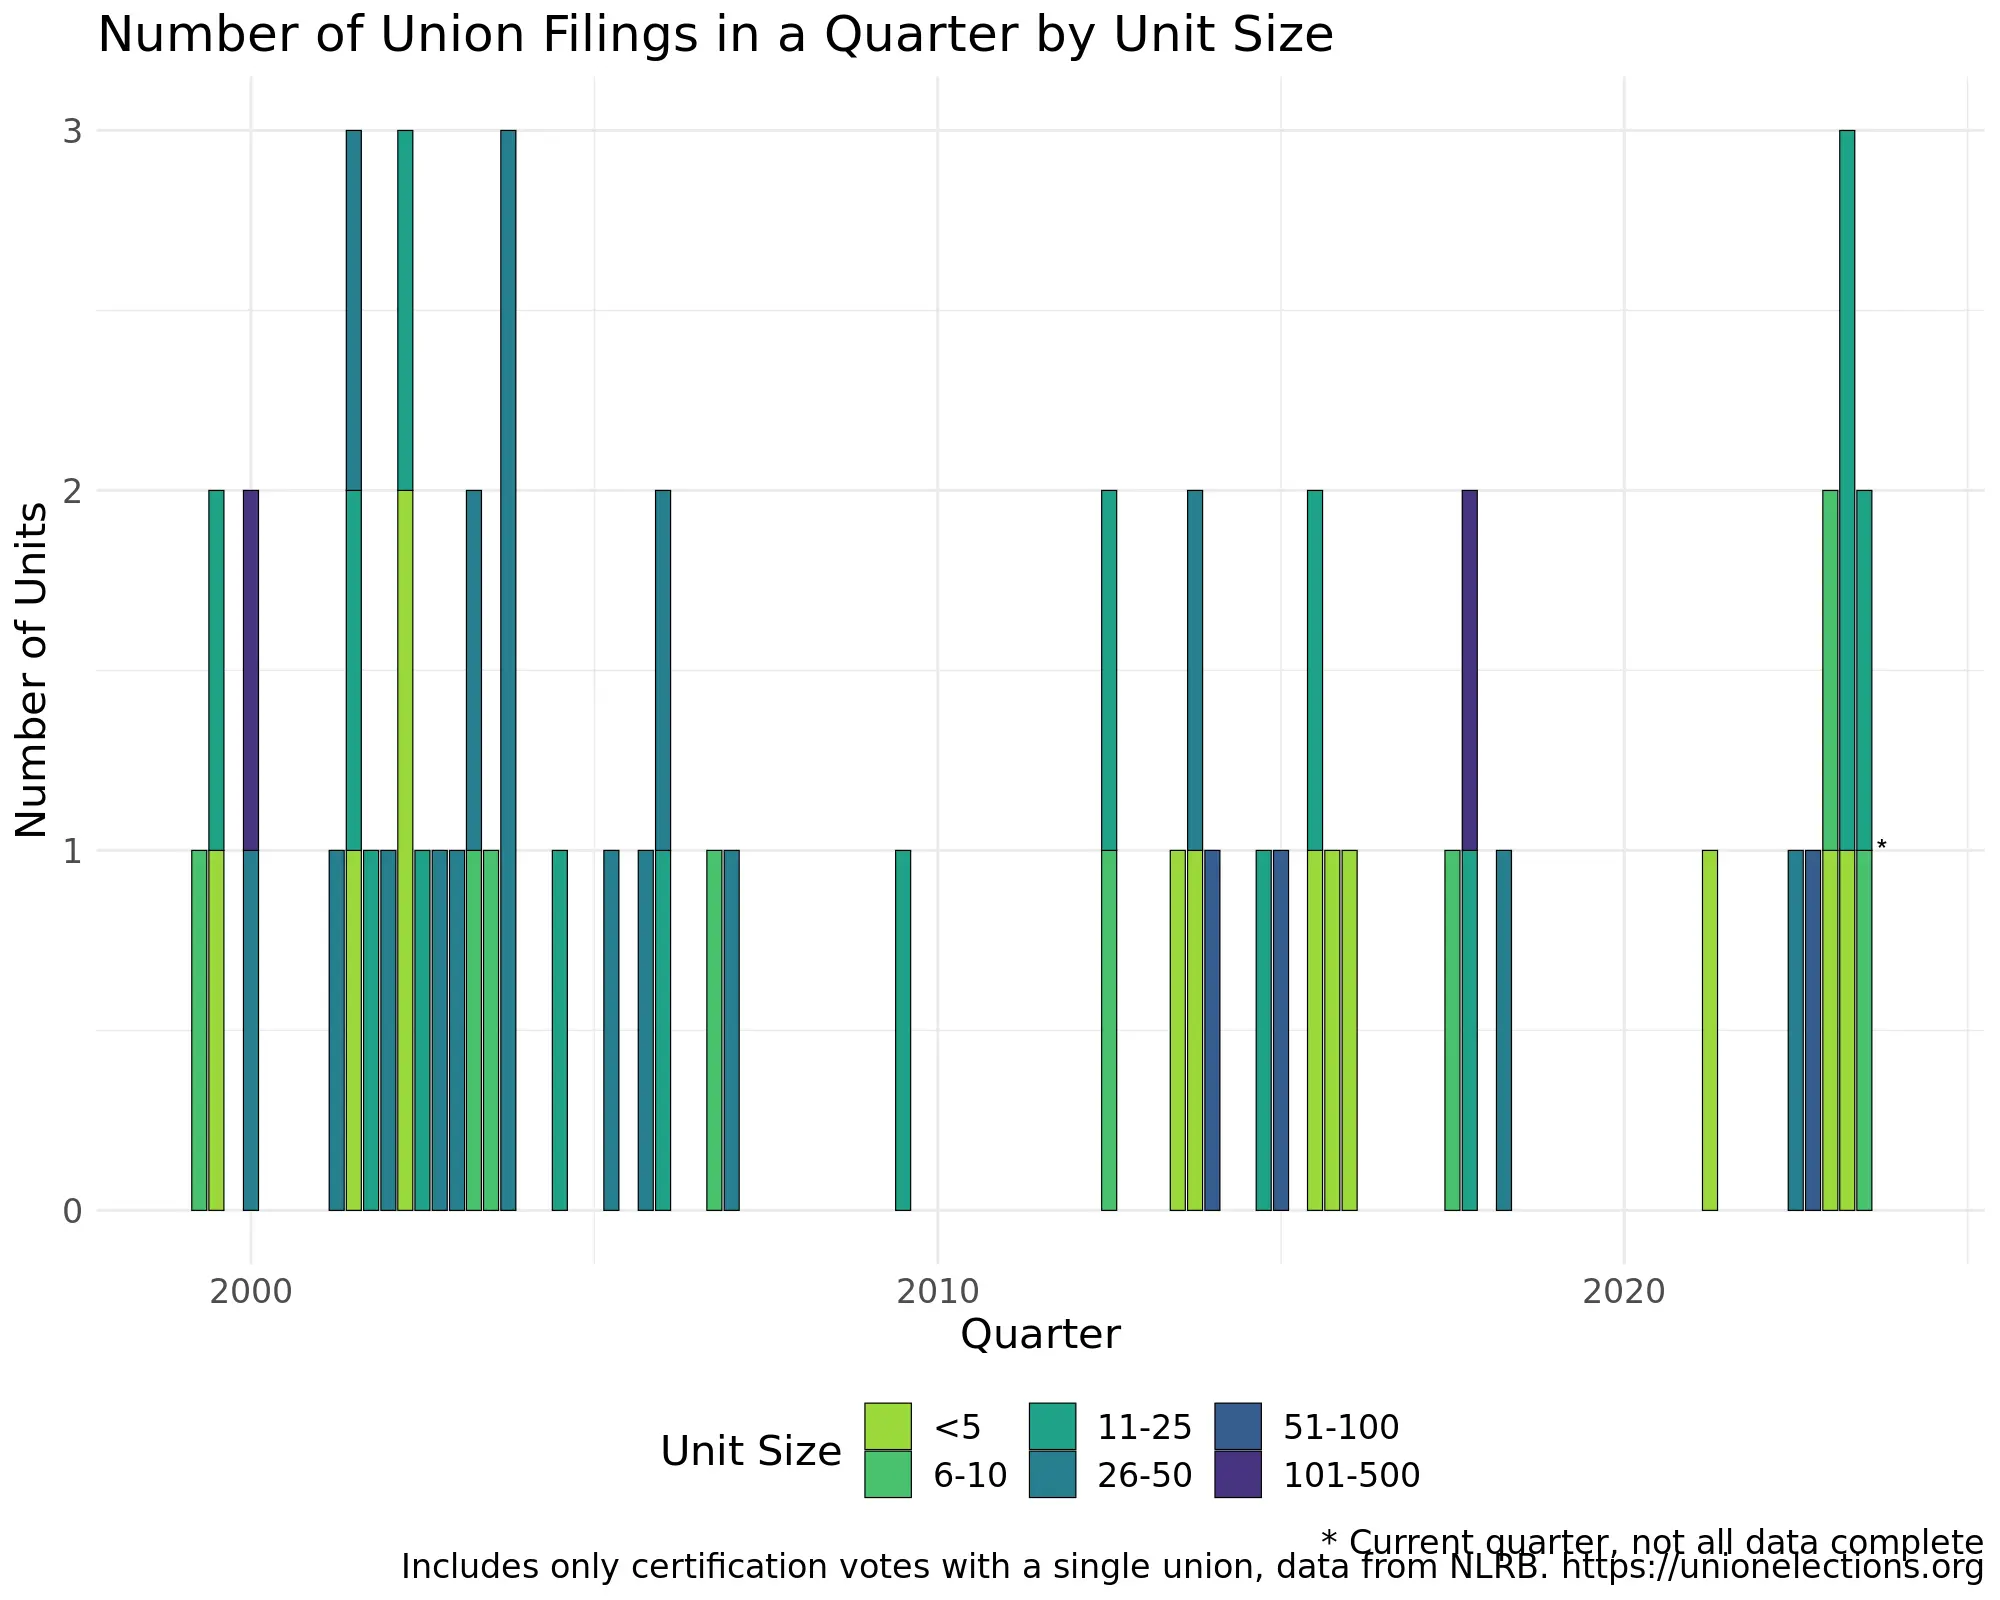 Number of Union Filings in a Quarter by Unit Size
Number of Units
3
2
1
0
*
2000 2010 2020
Quarter
Unit Size
<5 11-25 51-100
6-10 26-50 101-500
* Current quarter, not all data complete
Includes only certification votes with a single union, data from NLRB. https://unionelections.org